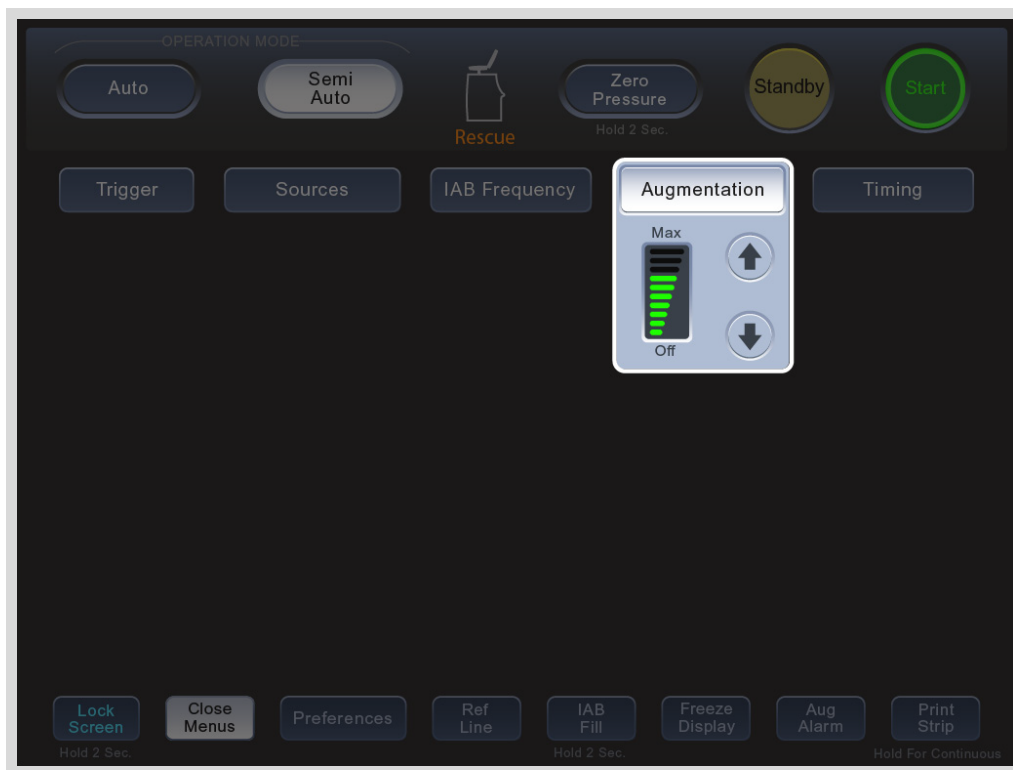 OPERATION MODE
Auto
Semi
Auto
Rescue
Zero
Pressure
Hold 2 Sec.
Standby
Start
Trigger
Sources
IAB Frequency
Augmentation
Timing
Max
Off
Lock
Screen
Hold 2 Sec.
Close
Menus
Preferences
Ref
Line
IAB
Fill
Hold 2 Sec.
Freeze
Display
Aug
Alarm
Print
Strip
Hold For Continuous